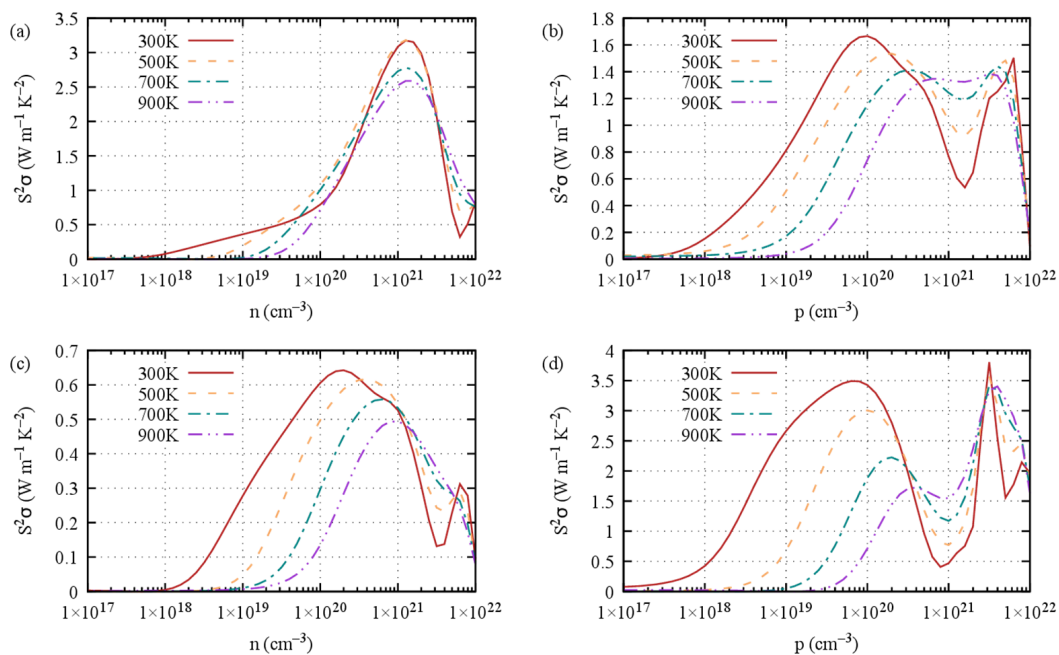 (a)
S²σ (W m⁻¹ K⁻²)
3.5
3
2.5
2
1.5
1
0.5
0
300K
500K
700K
900K
1×10¹⁷ 1×10¹⁸ 1×10¹⁹ 1×10²⁰ 1×10²¹ 1×10²²
n (cm⁻³)
(b)
S²σ (W m⁻¹ K⁻²)
1.8
1.6
1.4
1.2
1
0.8
0.6
0.4
0.2
0
300K
500K
700K
900K
1×10¹⁷ 1×10¹⁸ 1×10¹⁹ 1×10²⁰ 1×10²¹ 1×10²²
p (cm⁻³)
(c)
S²σ (W m⁻¹ K⁻²)
0.7
0.6
0.5
0.4
0.3
0.2
0.1
0
300K
500K
700K
900K
1×10¹⁷ 1×10¹⁸ 1×10¹⁹ 1×10²⁰ 1×10²¹ 1×10²²
n (cm⁻³)
(d)
S²σ (W m⁻¹ K⁻²)
4
3.5
3
2.5
2
1.5
1
0.5
0
300K
500K
700K
900K
1×10¹⁷ 1×10¹⁸ 1×10¹⁹ 1×10²⁰ 1×10²¹ 1×10²²
p (cm⁻³)